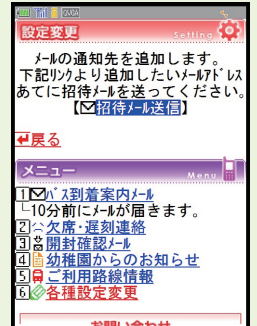 設定変更
Setting
メールの通知先を追加します。
下記リンクより追加したいメールアドレス
あてに招待メールを送ってください。
【招待メール送信】
戻る
メニュー
Menu
1バス到着案内メール
└10分前にメールが届きます。
2欠席・遅刻連絡
3開封確認メール
4幼稚園からのお知らせ
5ご利用路線情報
6各種設定変更
お問い合わせ